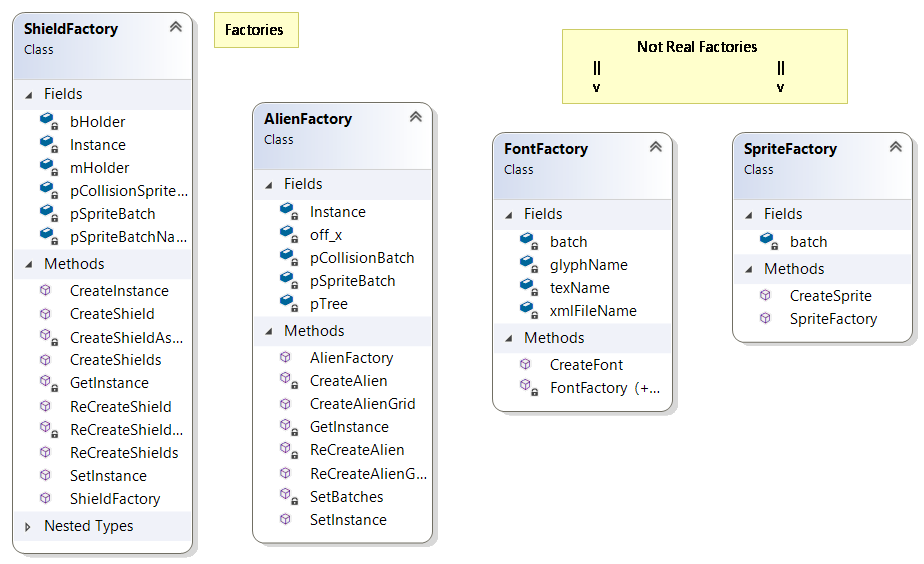 ShieldFactory
Class
Fields
bHolder
Instance
mHolder
pCollisionSprite...
pSpriteBatch
pSpriteBatchNa...
Methods
CreateInstance
CreateShield
CreateShieldAs...
CreateShields
GetInstance
ReCreateShield
ReCreateShield...
ReCreateShields
SetInstance
ShieldFactory
Nested Types
Factories
AlienFactory
Class
Fields
Instance
off_x
pCollisionBatch
pSpriteBatch
pTree
Methods
AlienFactory
CreateAlien
CreateAlienGrid
GetInstance
ReCreateAlien
ReCreateAlienG...
SetBatches
SetInstance
Not Real Factories
|| ||
v v
FontFactory
Class
Fields
batch
glyphName
texName
xmlFileName
Methods
CreateFont
FontFactory (+...
SpriteFactory
Class
Fields
batch
Methods
CreateSprite
SpriteFactory